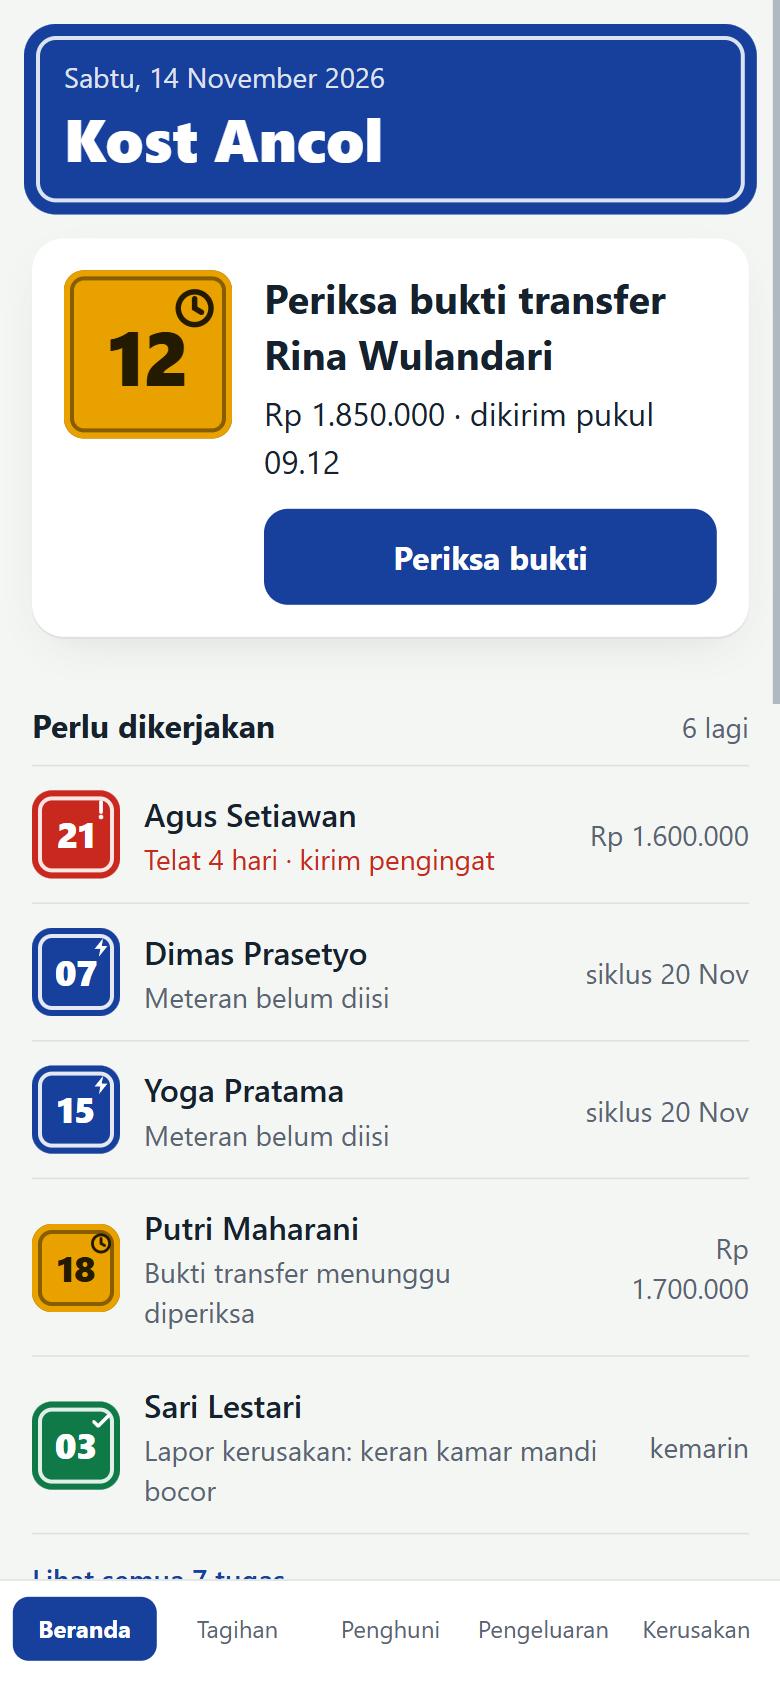 Sabtu, 14 November 2026
Kost Ancol
12
Periksa bukti transfer
Rina Wulandari
Rp 1.850.000 · dikirim pukul
09.12
Periksa bukti
Perlu dikerjakan
6 lagi
21
!
Agus Setiawan
Telat 4 hari · kirim pengingat
Rp 1.600.000
07
Dimas Prasetyo
Meteran belum diisi
siklus 20 Nov
15
Yoga Pratama
Meteran belum diisi
siklus 20 Nov
18
Putri Maharani
Bukti transfer menunggu
diperiksa
Rp
1.700.000
03
Sari Lestari
Lapor kerusakan: keran kamar mandi
bocor
kemarin
Lihat semua 7 tugas
Beranda
Tagihan
Penghuni
Pengeluaran
Kerusakan